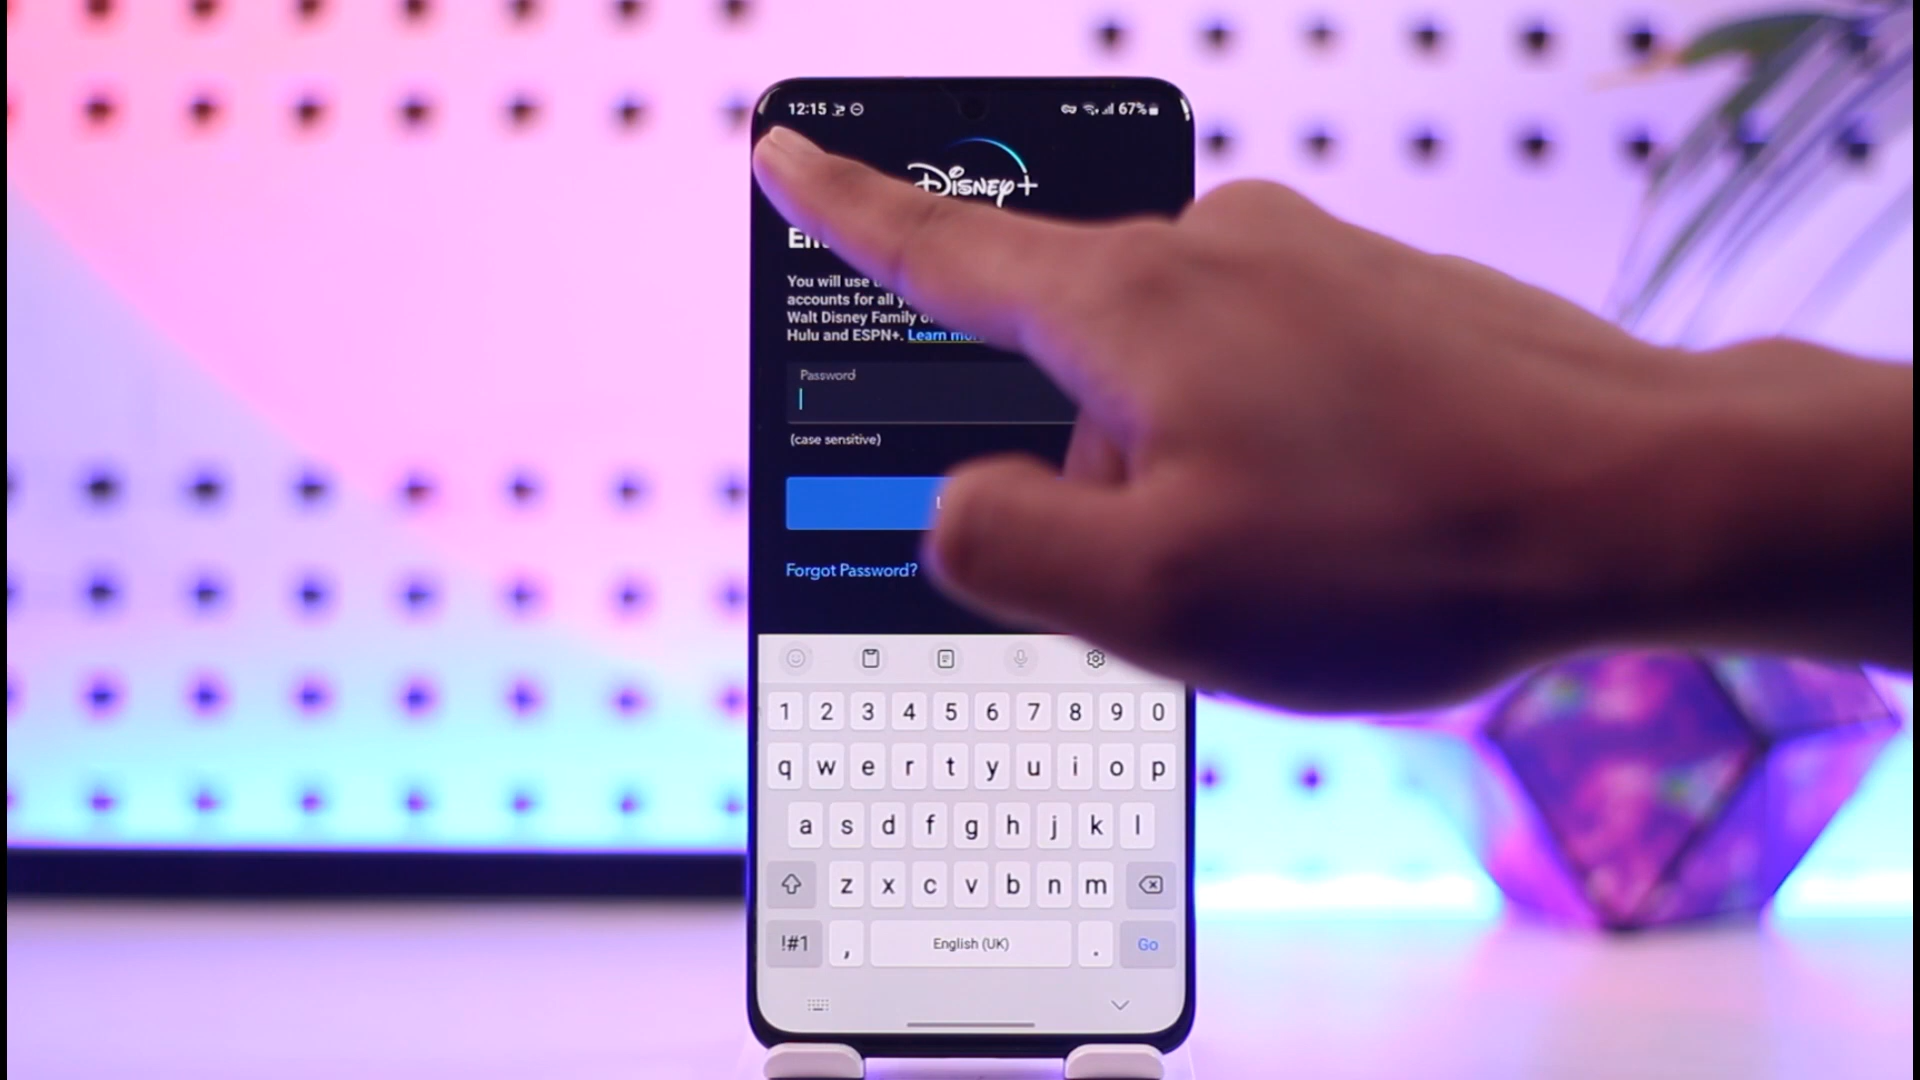 12:15
67%
Disney+
You will use
accounts for all
Walt Disney Family
Hulu and ESPN+. Learn
Password
(case sensitive)
Forgot Password?
1 2 3 4 5 6 7 8 9 0
q w e r t y u i o p
a s d f g h j k l
z x c v b n m
!#1 , English (UK) . Go